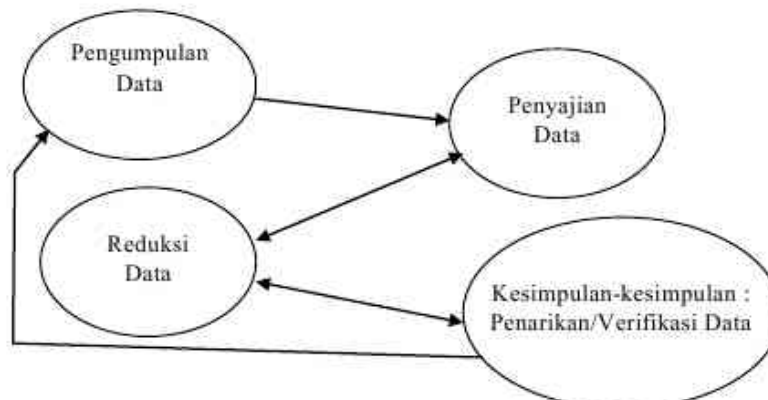 Pengumpulan
Data
Penyajian
Data
Reduksi
Data
Kesimpulan-kesimpulan :
Penarikan/Verifikasi Data